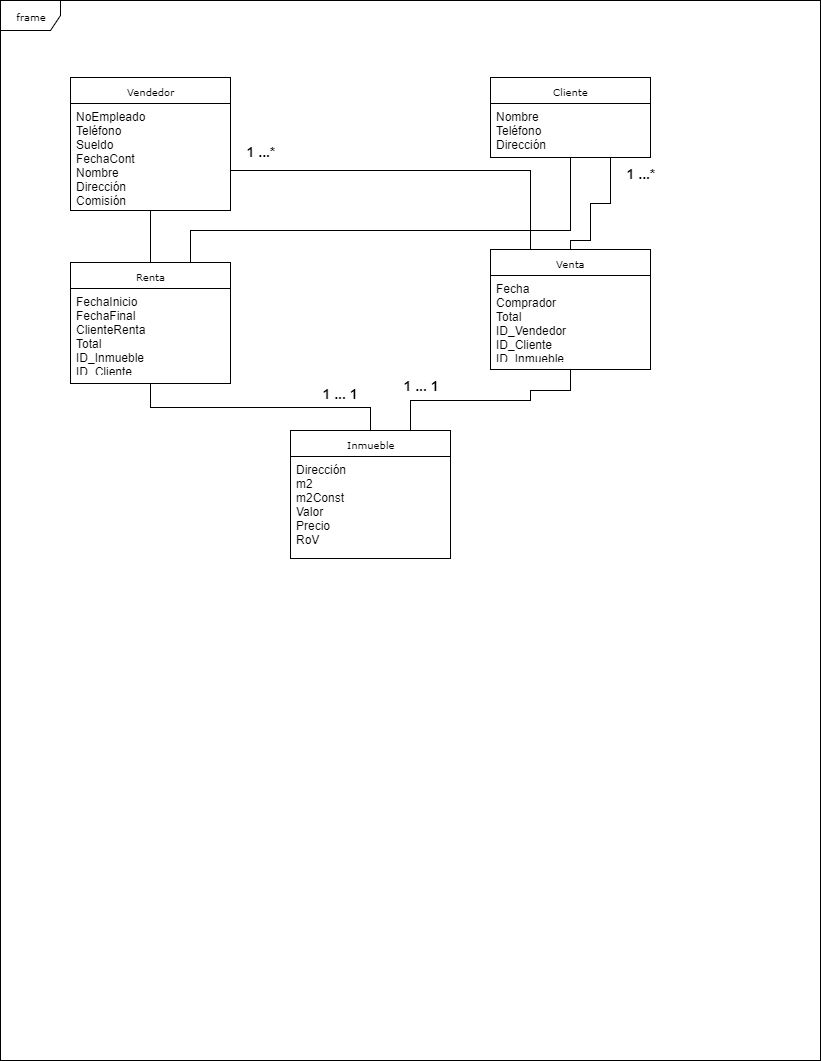 frame
Vendedor
NoEmpleado
Teléfono
Sueldo
FechaCont
Nombre
Dirección
Comisión
1 ...*
Cliente
Nombre
Teléfono
Dirección
1 ...*
Renta
FechaInicio
FechaFinal
ClienteRenta
Total
ID_Inmueble
ID_Cliente
Venta
Fecha
Comprador
Total
ID_Vendedor
ID_Cliente
ID_Inmueble
1 ... 1
1 ... 1
Inmueble
Dirección
m2
m2Const
Valor
Precio
RoV